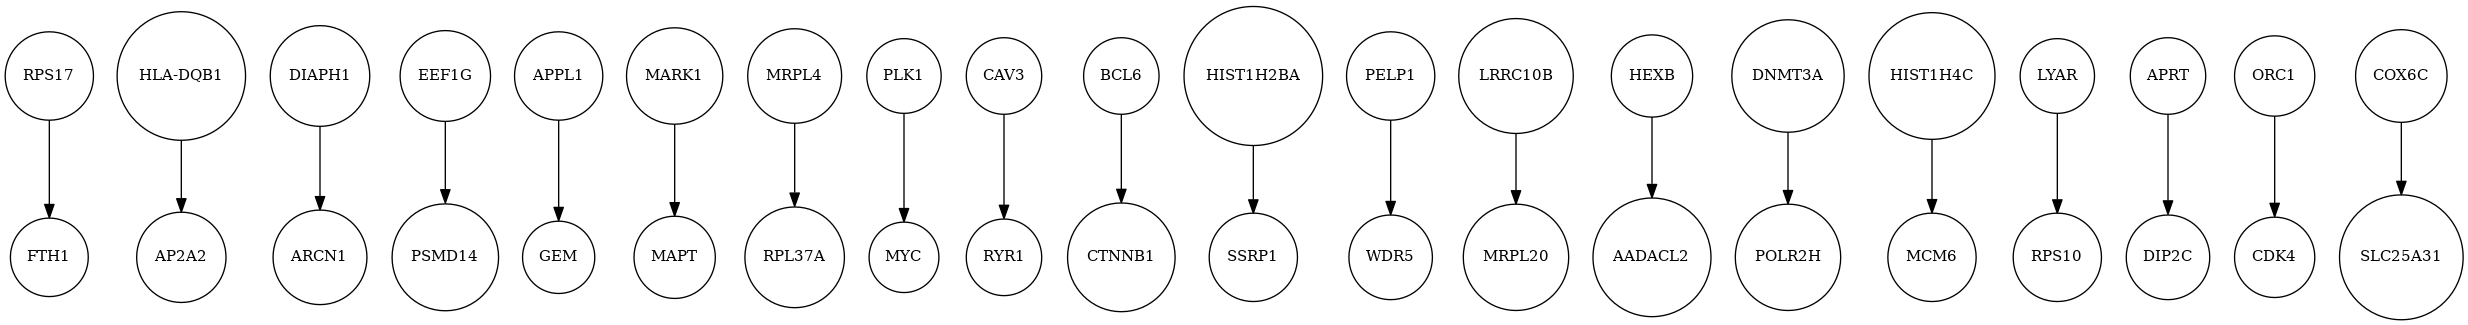 RPS17 HLA-DQB1 DIAPH1 EEF1G APPL1 MARK1 MRPL4 PLK1 CAV3 BCL6 HIST1H2BA PELP1 LRRC10B HEXB DNMT3A HIST1H4C LYAR APRT ORC1 COX6C
FTH1 AP2A2 ARCN1 PSMD14 GEM MAPT RPL37A MYC RYR1 CTNNB1 SSRP1 WDR5 MRPL20 AADACL2 POLR2H MCM6 RPS10 DIP2C CDK4 SLC25A31